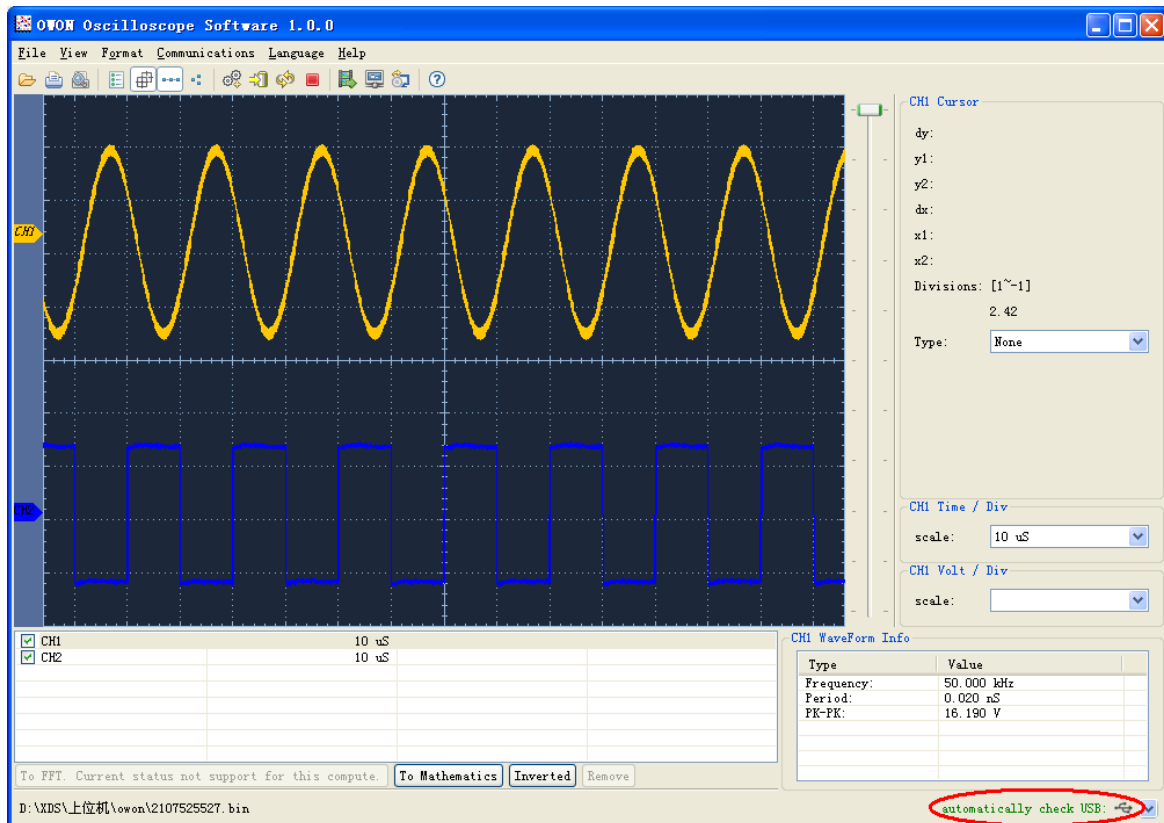 OWON Oscilloscope Software 1.0.0
File View Format Communications Language Help
CH1
CH2
CH1 Cursor
dy:
y1:
y2:
dx:
x1:
x2:
Divisions: [1~-1]
2.42
Type: None
CH1 Time / Div
scale: 10 uS
CH1 Volt / Div
scale:
CH1 10 uS
CH2 10 uS
To FFT. Current status not support for this compute. To Mathematics Inverted Remove
CH1 WaveForm Info
Type Value
Frequency: 50.000 kHz
Period: 0.020 nS
PK-PK: 16.190 V
D:\XDS\上位机\owon\2107525527.bin
automatically check USB: